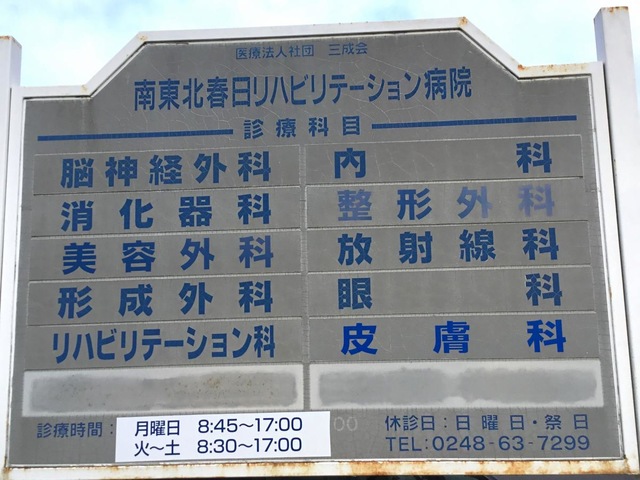 医療法人社団 三成会
南東北春日リハビリテーション病院
診療科目
脳神経外科 内科
消化器科 整形外科
美容外科 放射線科
形成外科 眼科
リハビリテーション科 皮膚科
診療時間: 月曜日 8:45〜17:00 00 休診日:日曜日・祭日
火〜土 8:30〜17:00 TEL:0248-63-7299